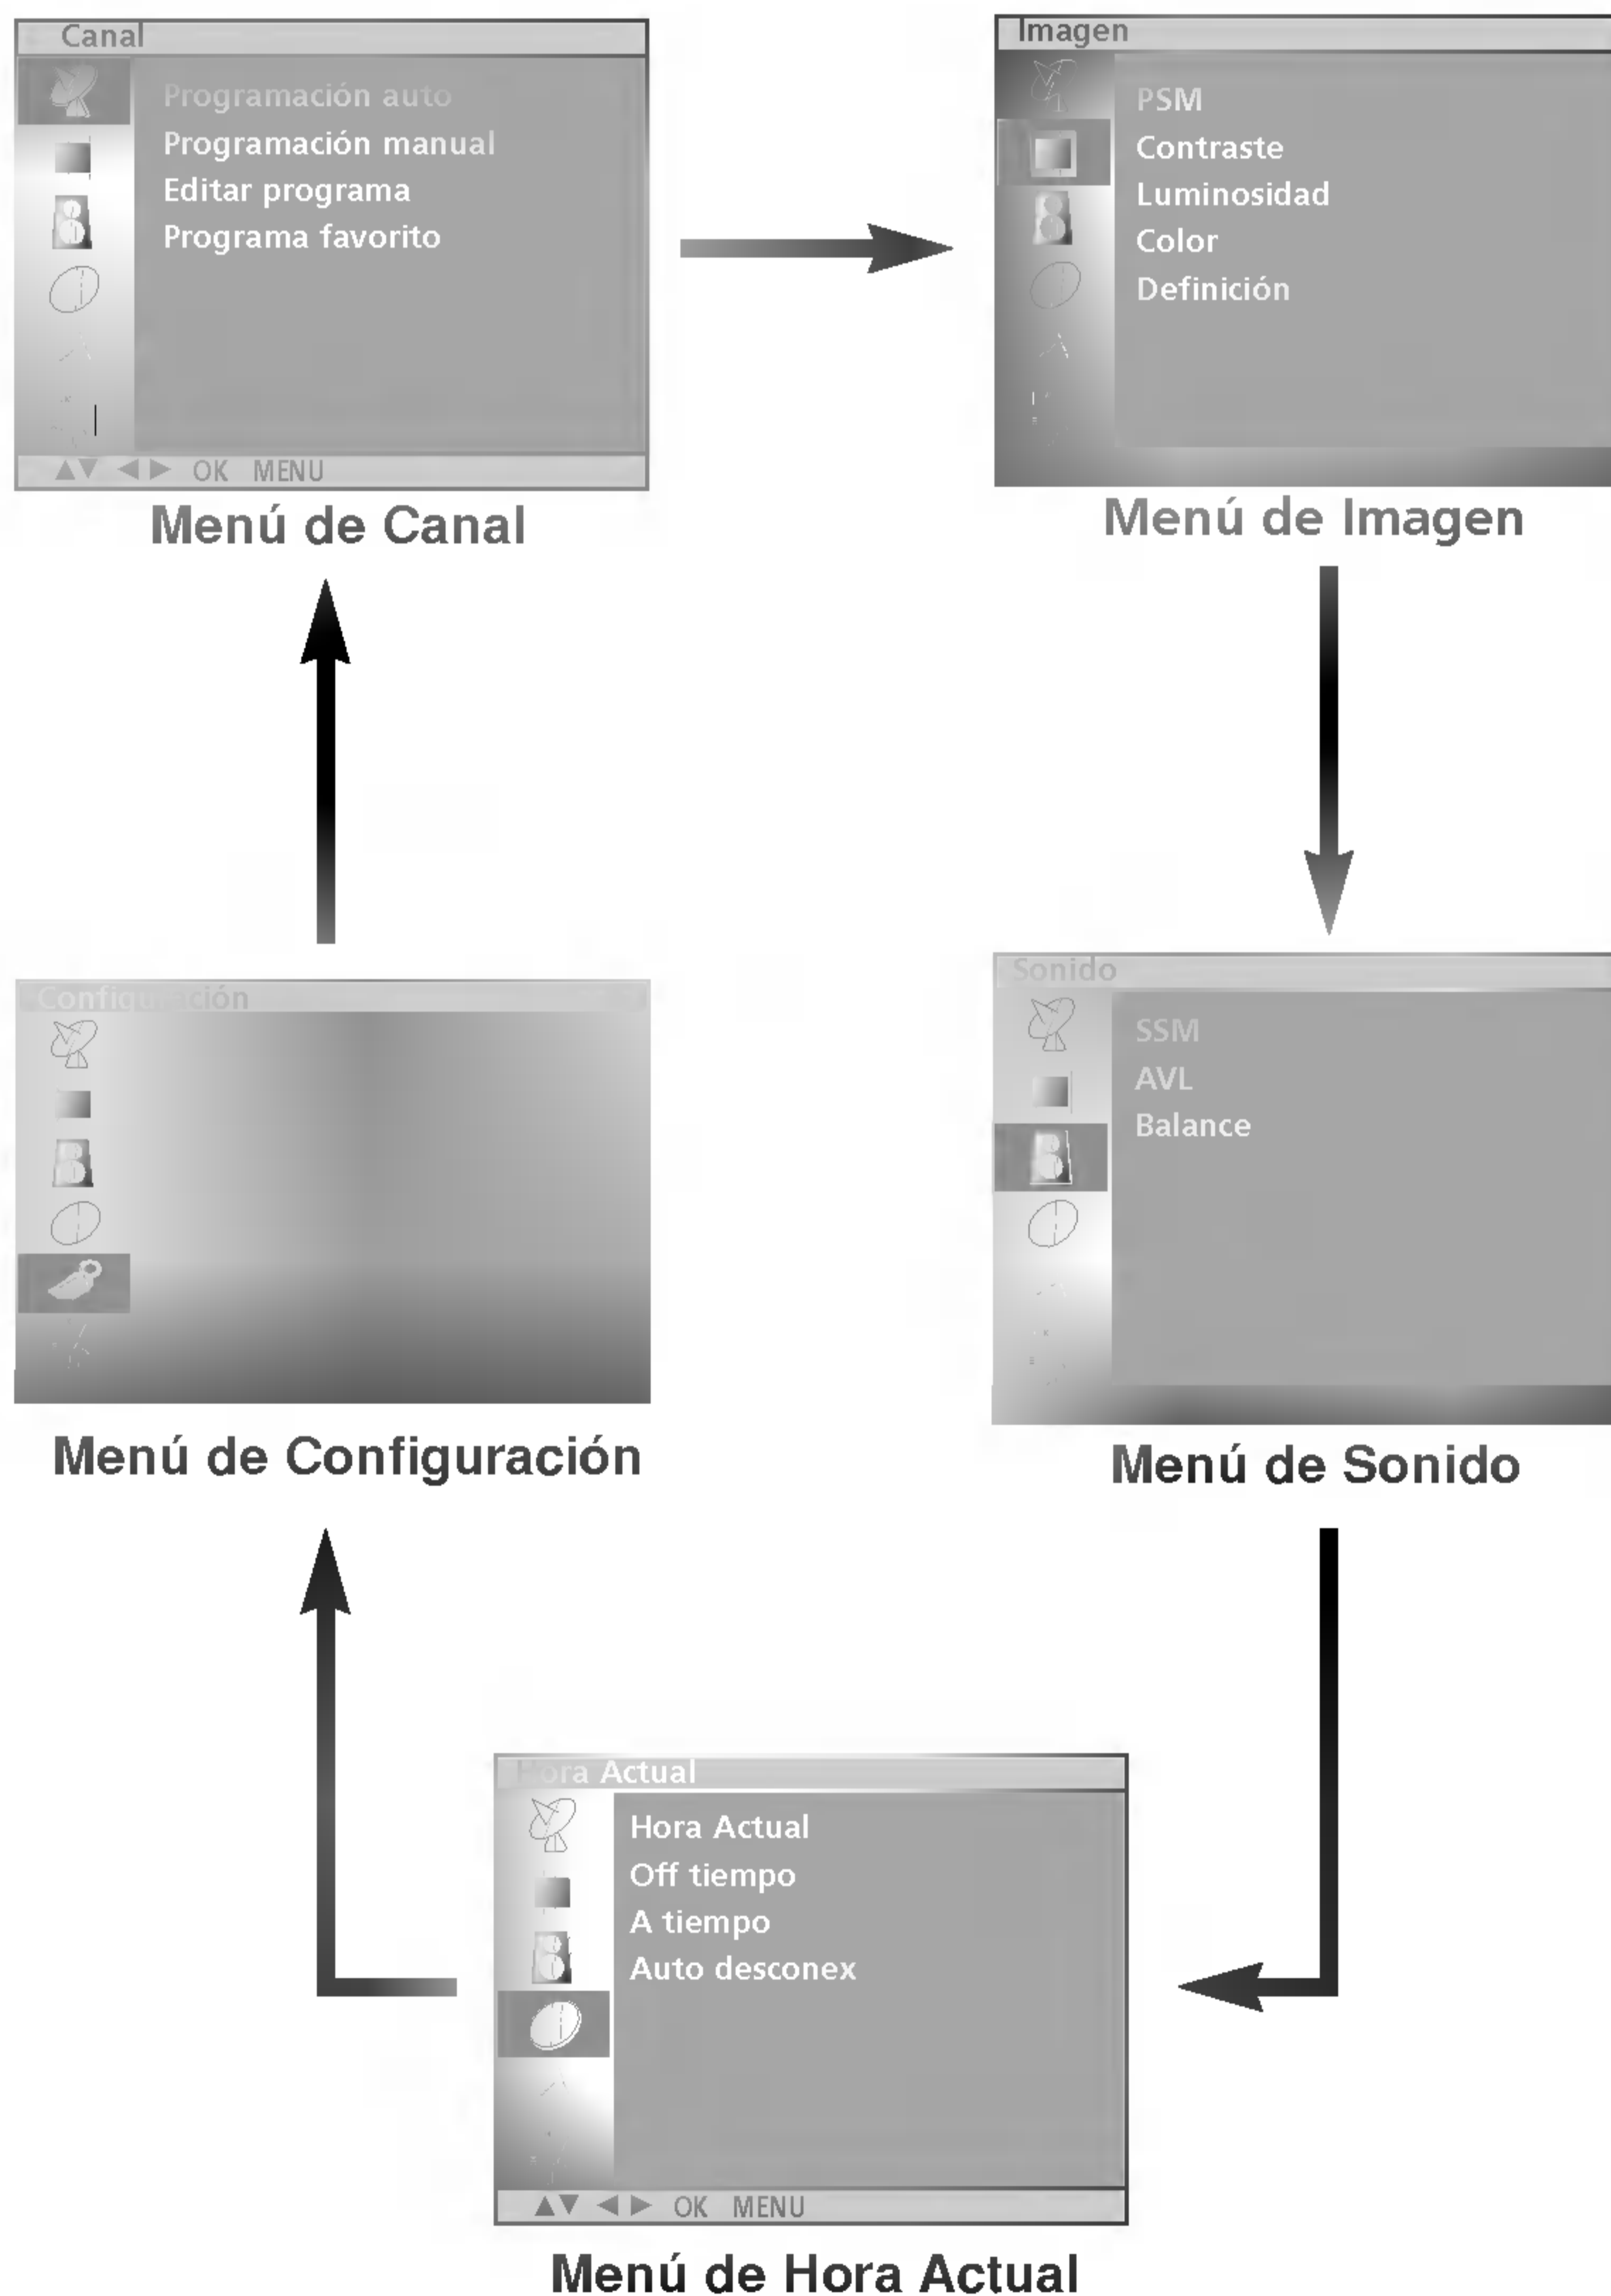 Canal
Programación auto
Programación manual
Editar programa
Programa favorito
OK MENU
Menú de Canal
Imagen
PSM
Contraste
Luminosidad
Color
Definición
Menú de Imagen
Configuración
Menú de Configuración
Sonido
SSM
AVL
Balance
Menú de Sonido
Hora Actual
Hora Actual
Off tiempo
A tiempo
Auto desconex
OK MENU
Menú de Hora Actual